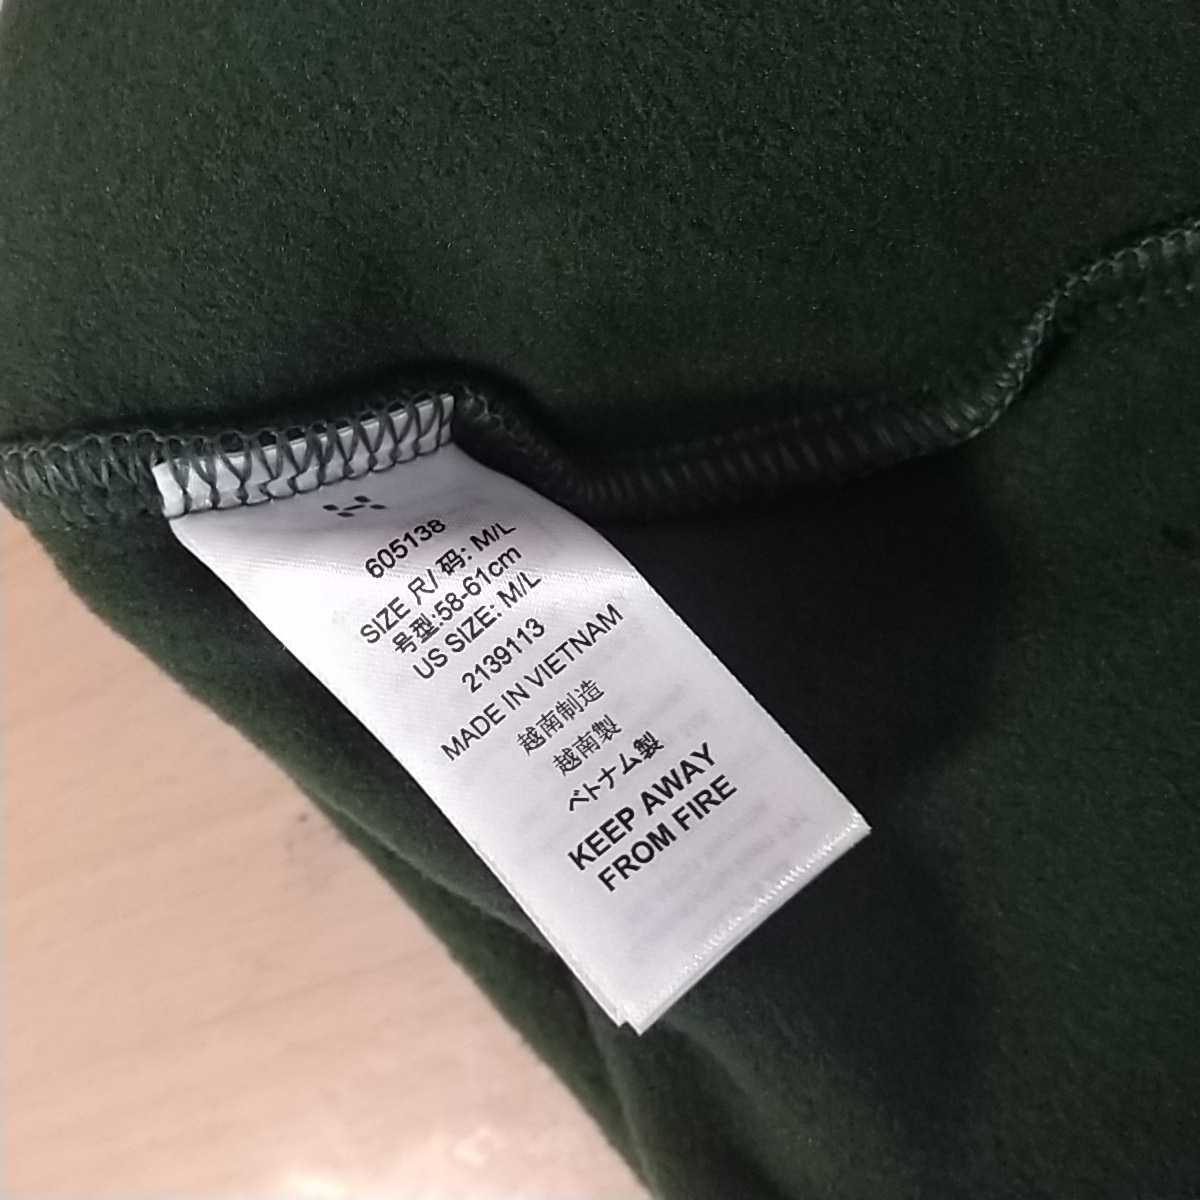 605138
SIZE 尺/ 码: M/L
号型:58-61cm
US SIZE: M/L
2139113
MADE IN VIETNAM
越南制造
越南製
ベトナム製
KEEP AWAY
FROM FIRE